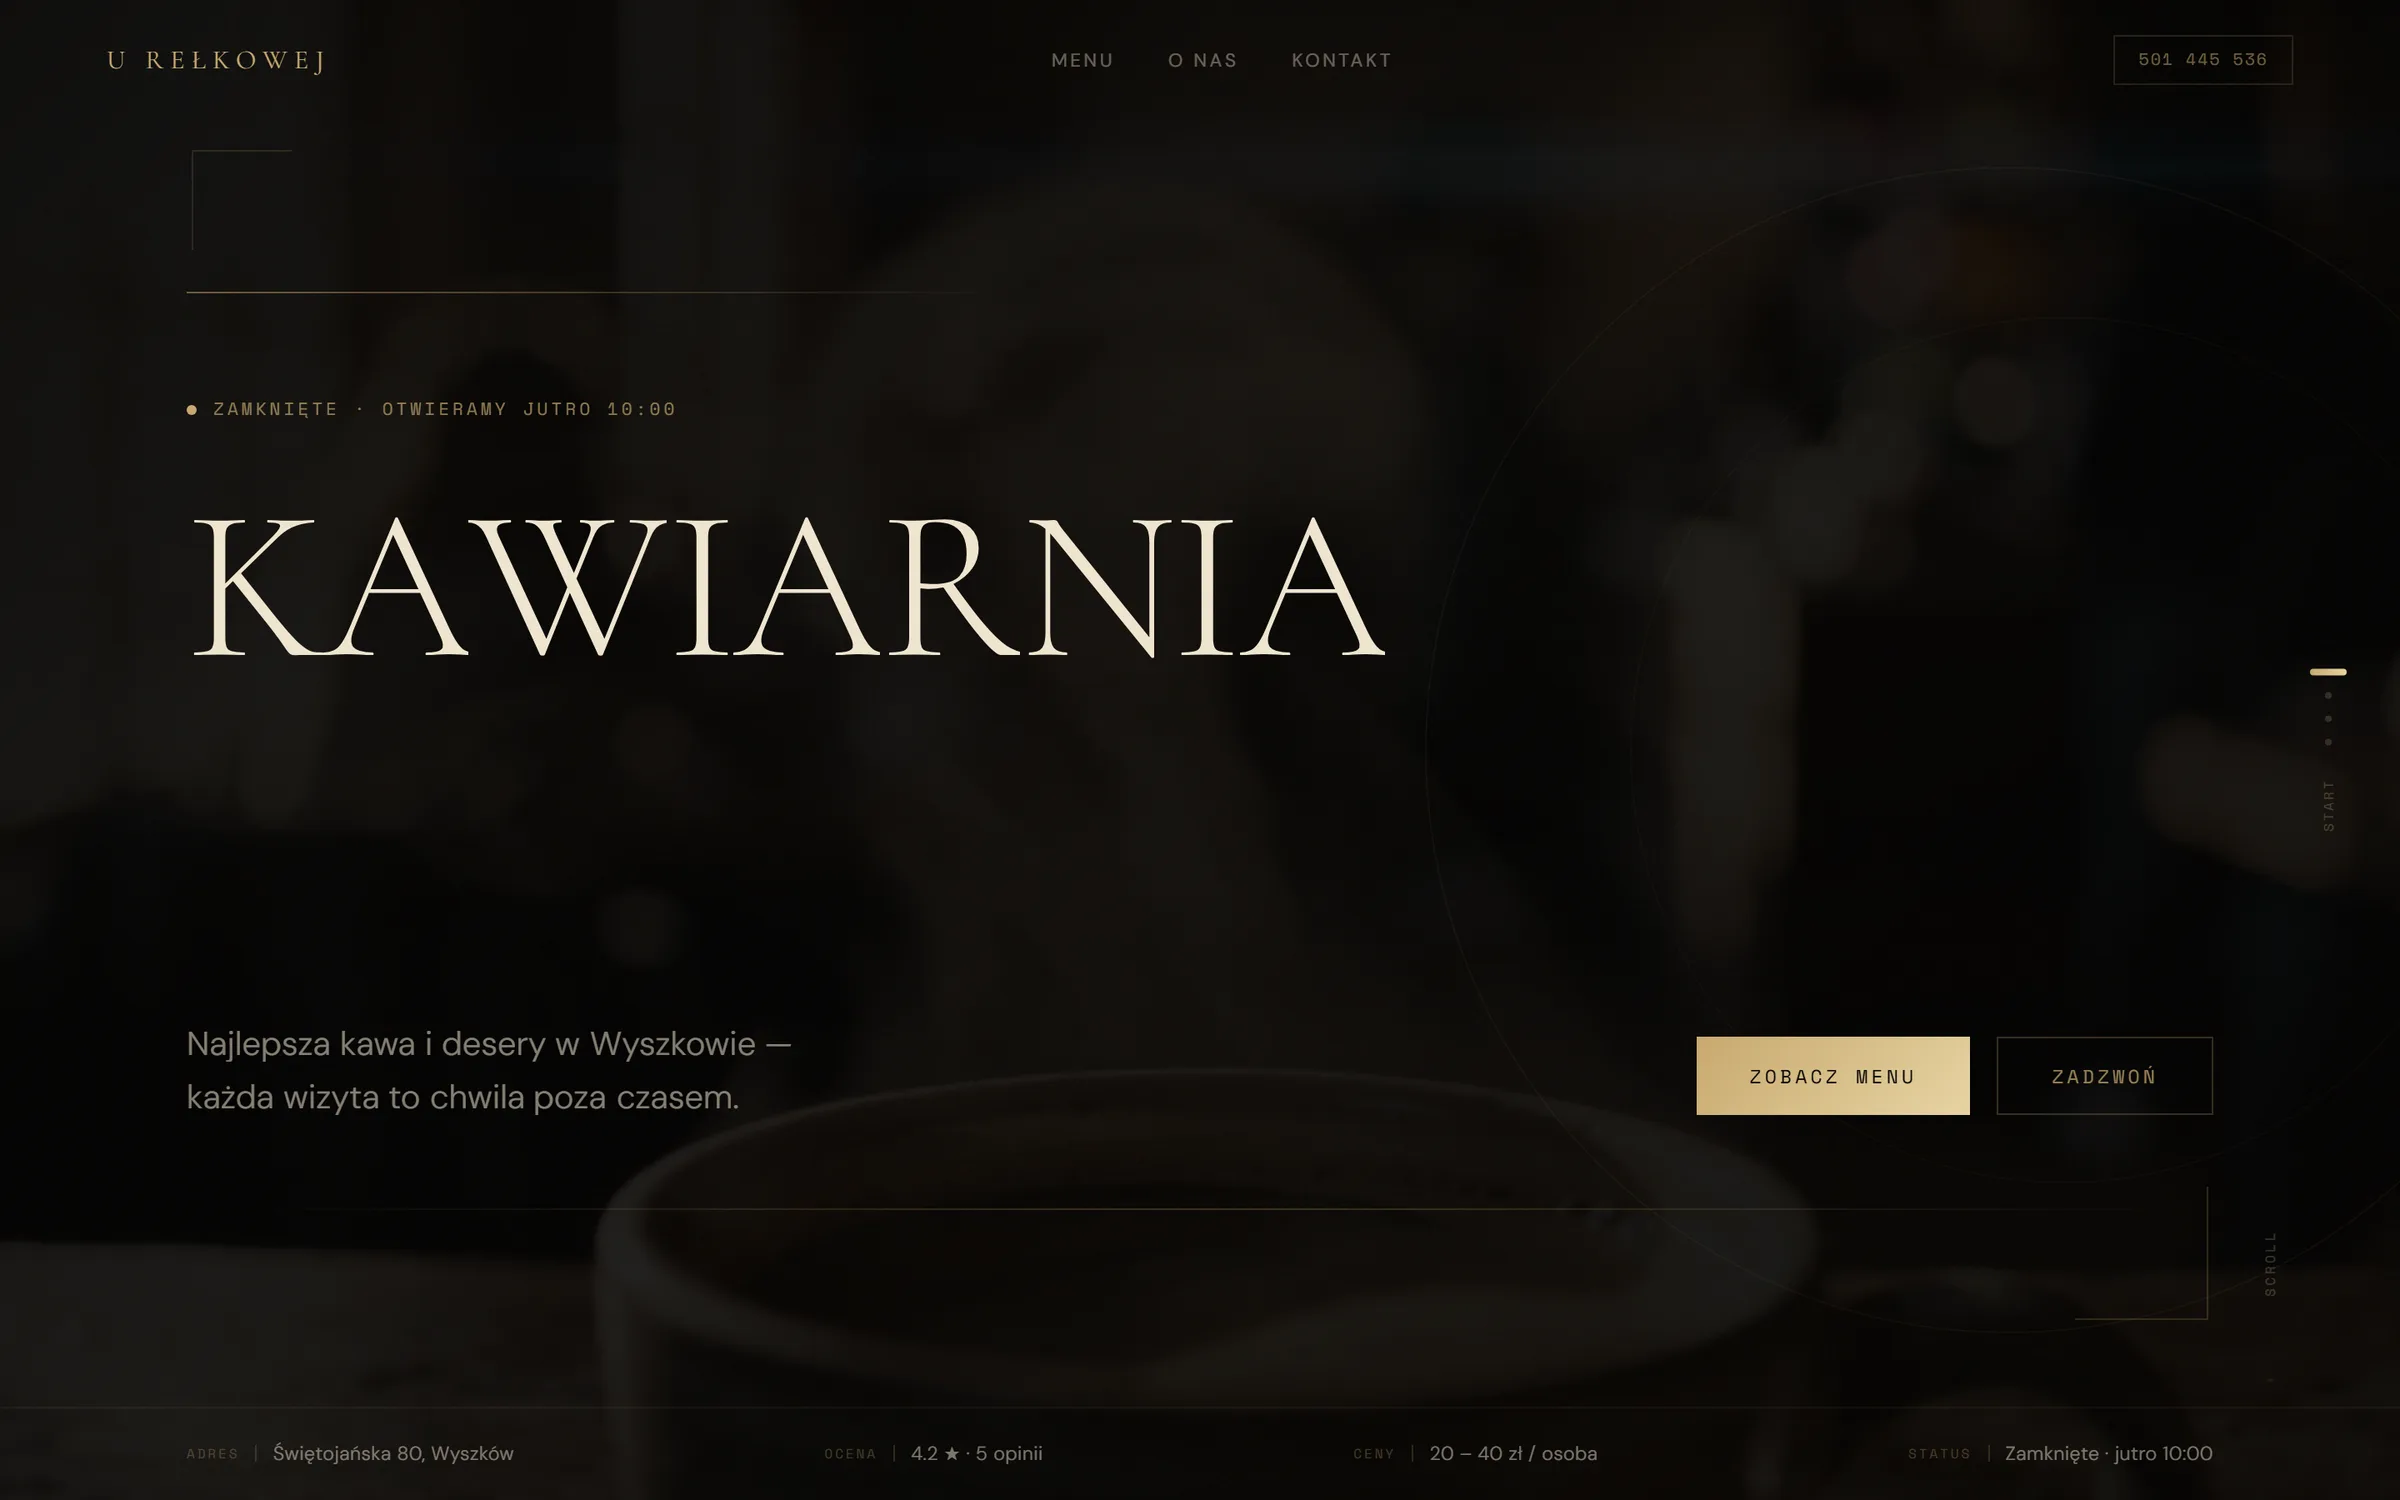 U REŁKOWEJ
MENU
O NAS
KONTAKT
501 445 536
ZAMKNIĘTE · OTWIERAMY JUTRO 10:00
KAWIARNIA
START
Najlepsza kawa i desery w Wyszkowie —
każda wizyta to chwila poza czasem.
ZOBACZ MENU
ZADZWOŃ
SCROLL
ADRES | Świętojańska 80, Wyszków
OCENA | 4.2 ★ · 5 opinii
CENY | 20 – 40 zł / osoba
STATUS | Zamknięte · jutro 10:00